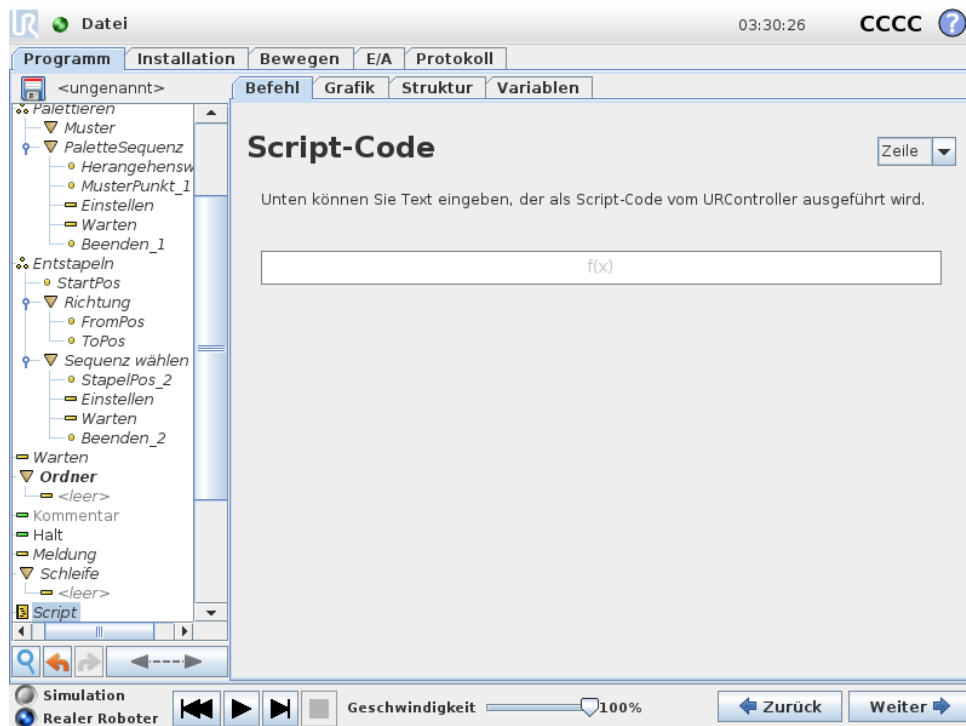 UR Datei 03:30:26 CCCC ?
Programm Installation Bewegen E/A Protokoll
<ungenannt>
Befehl Grafik Struktur Variablen
Palettieren
Muster
PaletteSequenz
Herangehensw
MusterPunkt_1
Einstellen
Warten
Beenden_1
Entstapeln
StartPos
Richtung
FromPos
ToPos
Sequenz wählen
StapelPos_2
Einstellen
Warten
Beenden_2
Warten
Ordner
<leer>
Kommentar
Halt
Meldung
Schleife
<leer>
Script
Script-Code
Zeile
Unten können Sie Text eingeben, der als Script-Code vom URController ausgeführt wird.
f(x)
Simulation
Realer Roboter
Geschwindigkeit 100%
Zurück Weiter